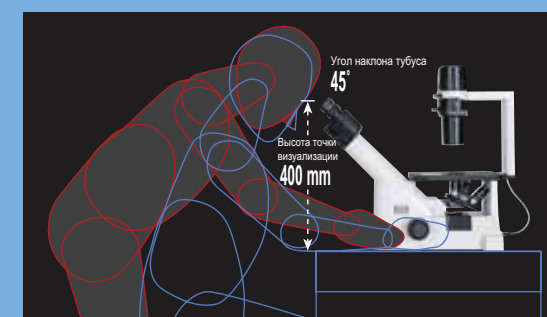 Угол наклона тубуса
45°
Высота точки
визуализации
400 mm